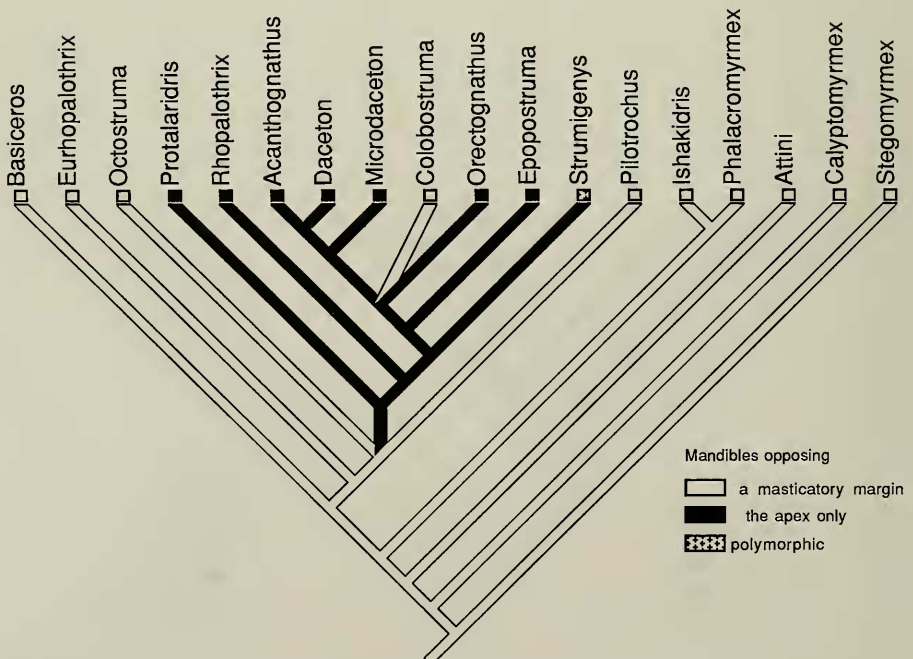 Basiceros
Eurhopalothrix
Octostruma
Protalaridris
Rhopalothrix
Acanthognathus
Daceton
Microdaceton
Colobostruma
Orectognathus
Epopostruma
Strumigenys
Pilotrochus
Ishakidris
Phalacromyrmex
Attini
Calyptomyrmex
Stegomyrmex
Mandibles opposing
a masticatory margin
the apex only
polymorphic